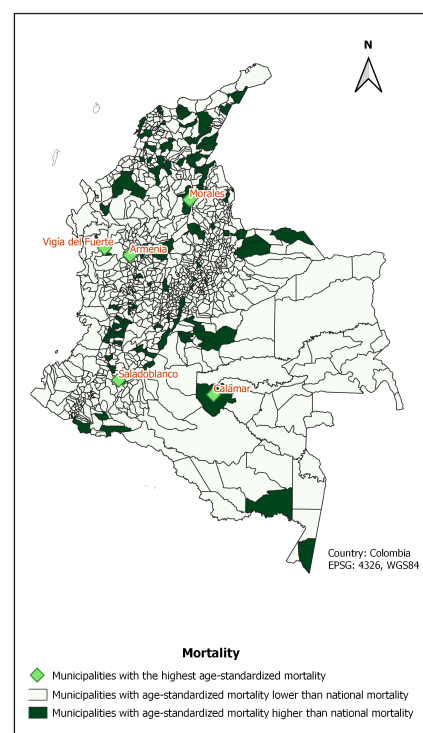 N
Morales
Vigía del Fuerte
Armenia
Saladoblanco
Calamar
Country: Colombia
EPSG: 4326, WGS84
Mortality
Municipalities with the highest age-standardized mortality
Municipalities with age-standardized mortality lower than national mortality
Municipalities with age-standardized mortality higher than national mortality